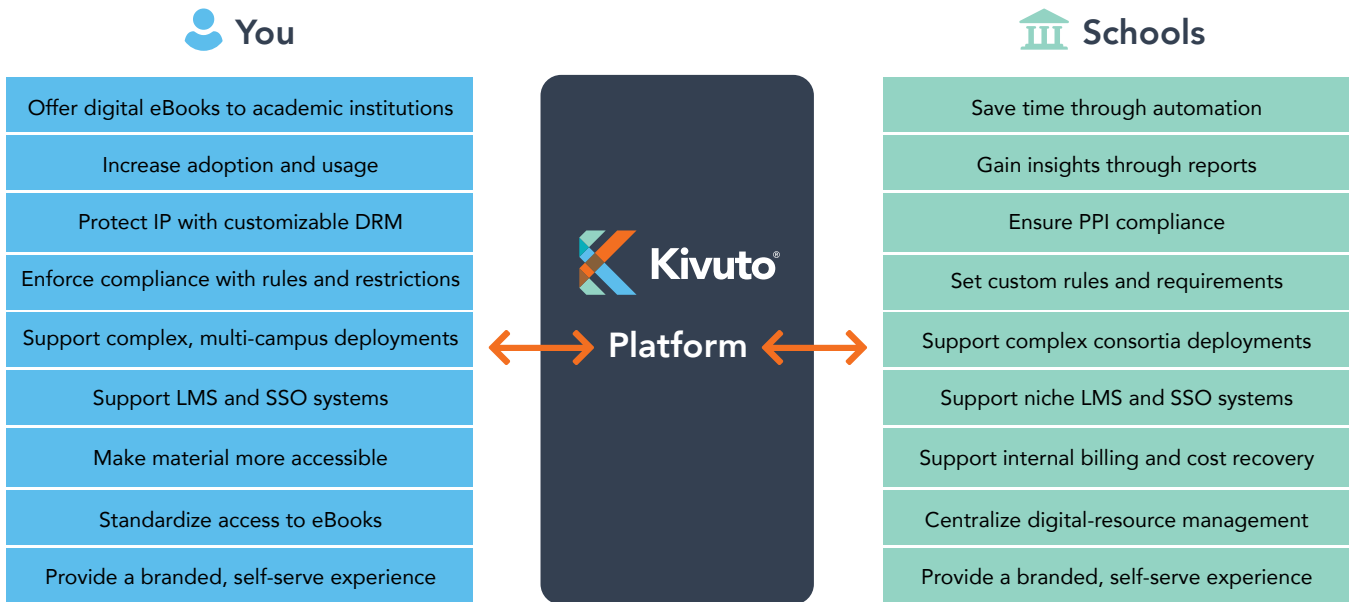 You
Offer digital eBooks to academic institutions
Increase adoption and usage
Protect IP with customizable DRM
Enforce compliance with rules and restrictions
Support complex, multi-campus deployments
Support LMS and SSO systems
Make material more accessible
Standardize access to eBooks
Provide a branded, self-serve experience
Kivuto®
Platform
Schools
Save time through automation
Gain insights through reports
Ensure PPI compliance
Set custom rules and requirements
Support complex consortia deployments
Support niche LMS and SSO systems
Support internal billing and cost recovery
Centralize digital-resource management
Provide a branded, self-serve experience